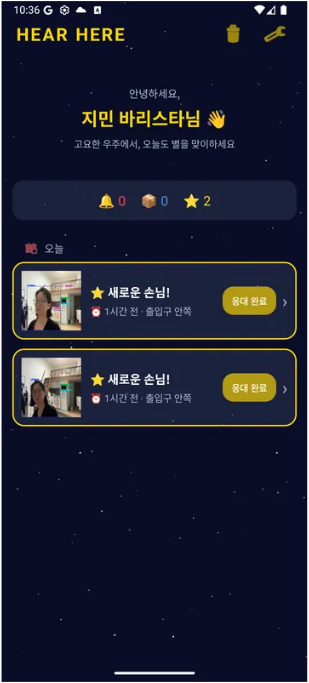 10:36
HEAR HERE
안녕하세요,
지민 바리스타님 👋
고요한 우주에서, 오늘도 별을 맞이하세요
🔔 0 📦 0 ⭐ 2
오늘
⭐ 새로운 손님!
⏰ 1시간 전 · 출입구 안쪽
응대 완료
⭐ 새로운 손님!
⏰ 1시간 전 · 출입구 안쪽
응대 완료